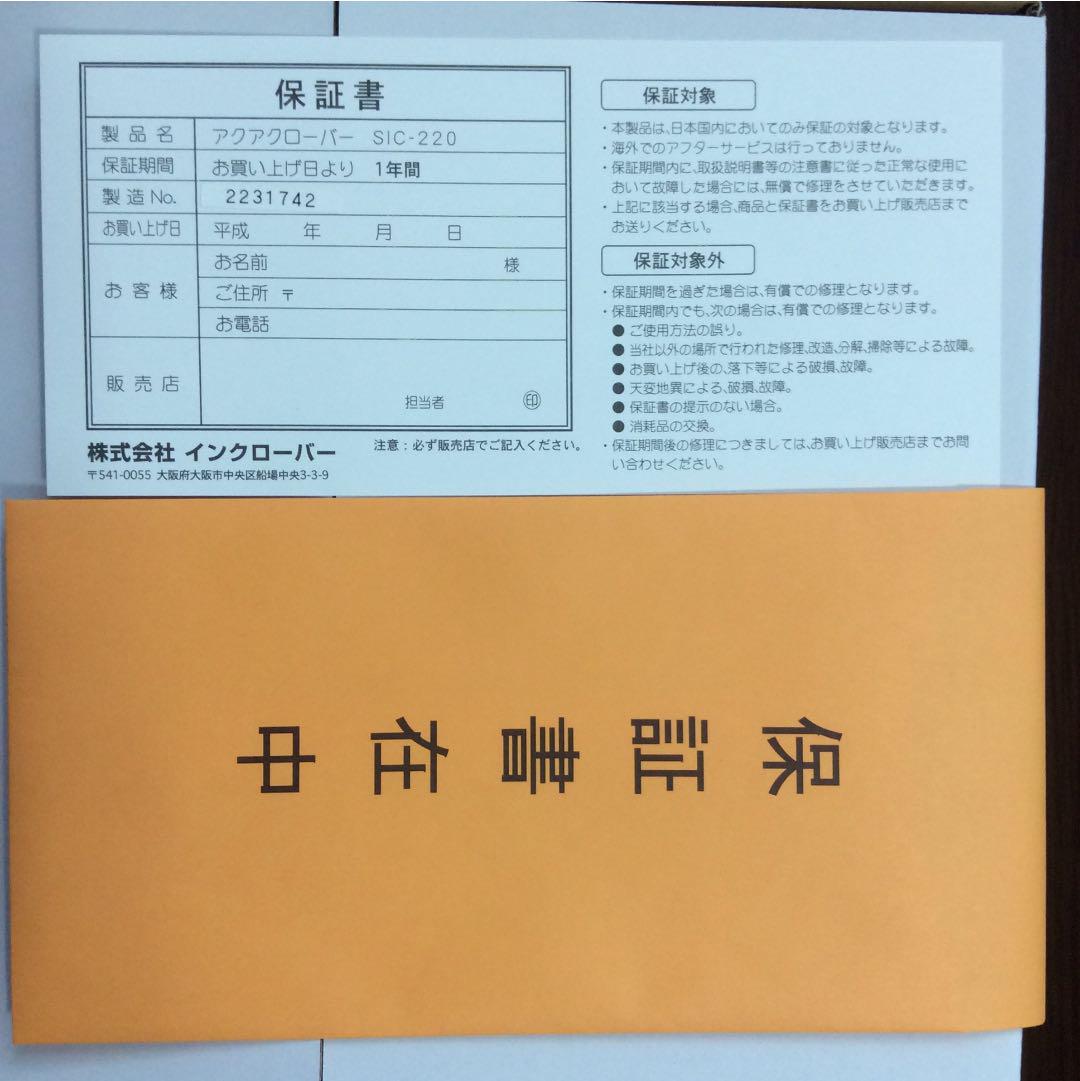 保証書
製品名 アクアクローバー SIC-220
保証期間 お買い上げ日より 1年間
製造No. 2231742
お買い上げ日 平成 年 月 日
お客様 お名前 様
ご住所 〒
お電話
販売店 担当者 ㊞
株式会社 インクローバー 注意：必ず販売店でご記入ください。
〒541-0055 大阪府大阪市中央区船場中央3-3-9
保証対象
・本製品は、日本国内においてのみ保証の対象となります。
・海外でのアフターサービスは行っておりません。
・保証期間内に、取扱説明書等の注意書に従った正常な使用に
おいて故障した場合には、無償で修理をさせていただきます。
・上記に該当する場合、商品と保証書をお買い上げ販売店まで
お送りください。
保証対象外
・保証期間を過ぎた場合は、有償での修理となります。
・保証期間内でも、次の場合は、有償での修理となります。
● ご使用方法の誤り。
● 当社以外の場所で行われた修理、改造、分解、掃除等による故障。
● お買い上げ後の、落下等による破損、故障。
● 天変地異による、破損、故障。
● 保証書の提示のない場合。
● 消耗品の交換。
・保証期間後の修理につきましては、お買い上げ販売店までお問
い合わせください。
保証書在中